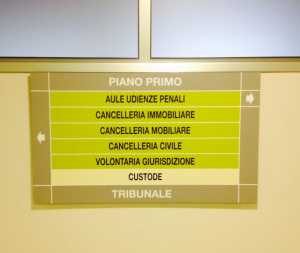 PIANO PRIMO
AULE UDIENZE PENALI
CANCELLERIA IMMOBILIARE
CANCELLERIA MOBILIARE
CANCELLERIA CIVILE
VOLONTARIA GIURISDIZIONE
CUSTODE
TRIBUNALE